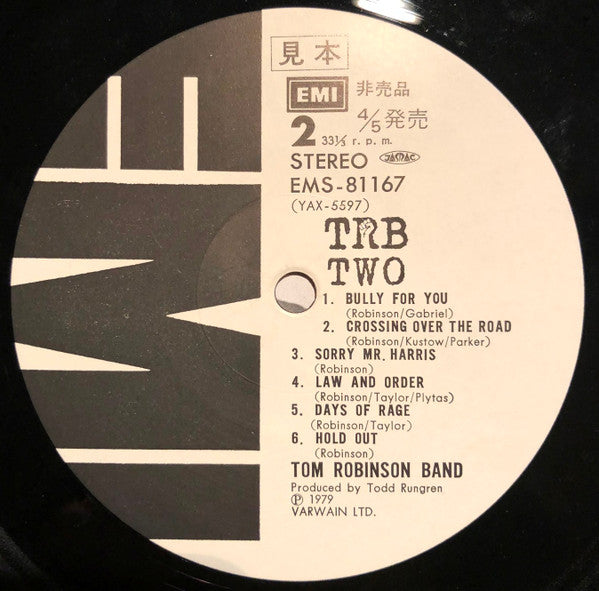 見本
EMI 非売品
2 33⅓ r. p. m. 4/5発売
STEREO JASRAC
EMS-81167
(YAX-5597)
TRB
TWO
1. BULLY FOR YOU
(Robinson/Gabriel)
2. CROSSING OVER THE ROAD
(Robinson/Kustow/Parker)
3. SORRY MR. HARRIS
(Robinson)
4. LAW AND ORDER
(Robinson/Taylor/Plytas)
5. DAYS OF RAGE
(Robinson/Taylor)
6. HOLD OUT
(Robinson)
TOM ROBINSON BAND
Produced by Todd Rungren
Ⓟ 1979
VARWAIN LTD.
EMI